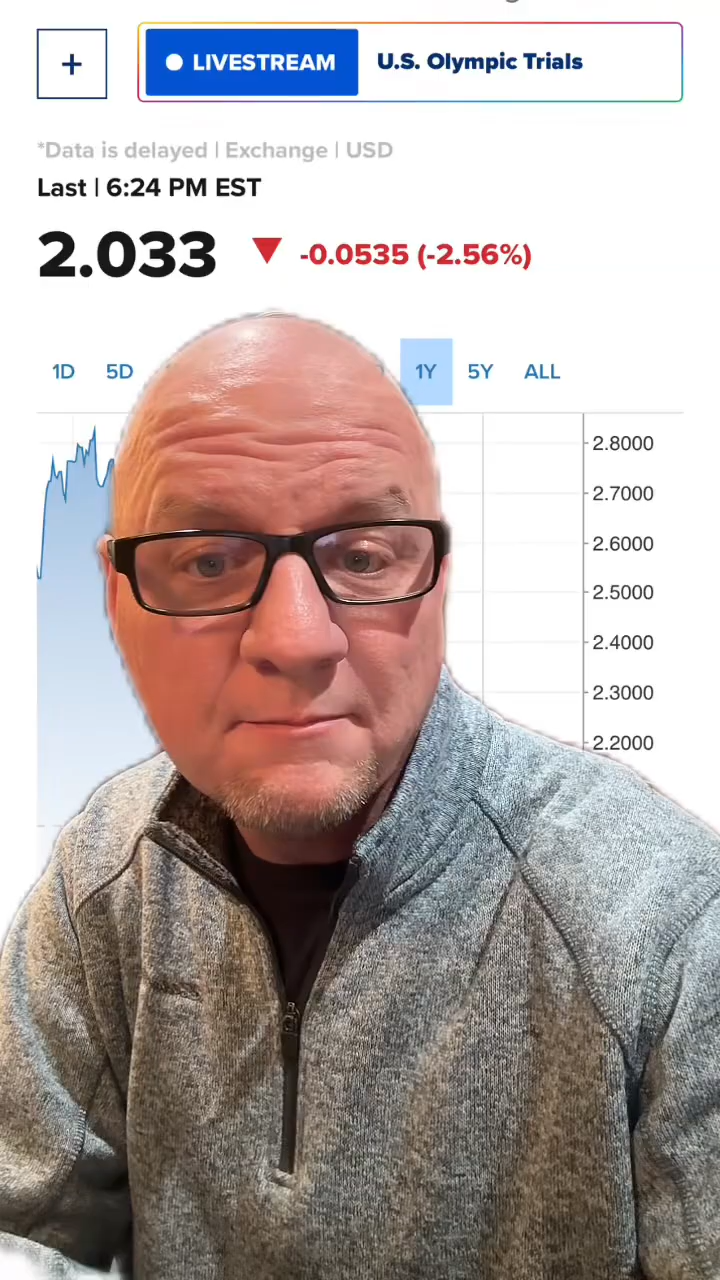 +
LIVESTREAM U.S. Olympic Trials
*Data is delayed | Exchange | USD
Last | 6:24 PM EST
2.033 ▼ -0.0535 (-2.56%)
1D 5D 1Y 5Y ALL
2.8000
2.7000
2.6000
2.5000
2.4000
2.3000
2.2000